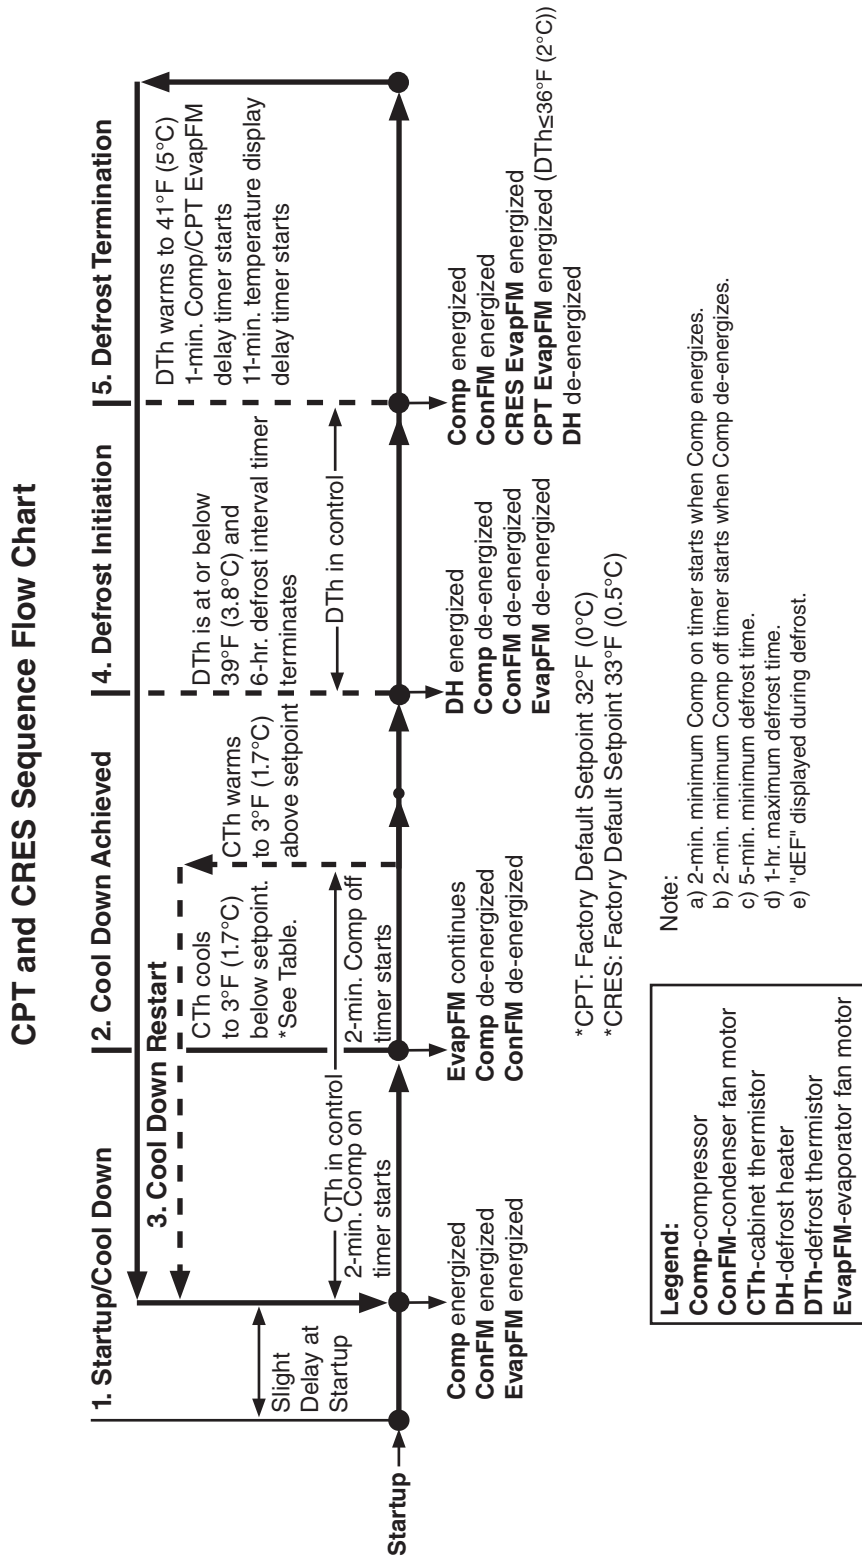 CPT and CRES Sequence Flow Chart
1. Startup/Cool Down
2. Cool Down Achieved
4. Defrost Initiation
5. Defrost Termination
3. Cool Down Restart
Slight
Delay at
Startup
CTh in control
2-min. Comp on
timer starts
CTh cools
to 3°F (1.7°C)
below setpoint.
*See Table.
2-min. Comp off
timer starts
CTh warms
to 3°F (1.7°C)
above setpoint
DTh is at or below
39°F (3.8°C) and
6-hr. defrost interval timer
terminates
DTh in control
DTh warms to 41°F (5°C)
1-min. Comp/CPT EvapFM
delay timer starts
11-min. temperature display
delay timer starts
Startup
Comp energized
ConFM energized
EvapFM energized
EvapFM continues
Comp de-energized
ConFM de-energized
DH energized
Comp de-energized
ConFM de-energized
EvapFM de-energized
Comp energized
ConFM energized
CRES EvapFM energized
CPT EvapFM energized (DTh≤36°F (2°C))
DH de-energized
*CPT: Factory Default Setpoint 32°F (0°C)
*CRES: Factory Default Setpoint 33°F (0.5°C)
Legend:
Comp-compressor
ConFM-condenser fan motor
CTh-cabinet thermistor
DH-defrost heater
DTh-defrost thermistor
EvapFM-evaporator fan motor
Note:
a) 2-min. minimum Comp on timer starts when Comp energizes.
b) 2-min. minimum Comp off timer starts when Comp de-energizes.
c) 5-min. minimum defrost time.
d) 1-hr. maximum defrost time.
e) "dEF" displayed during defrost.